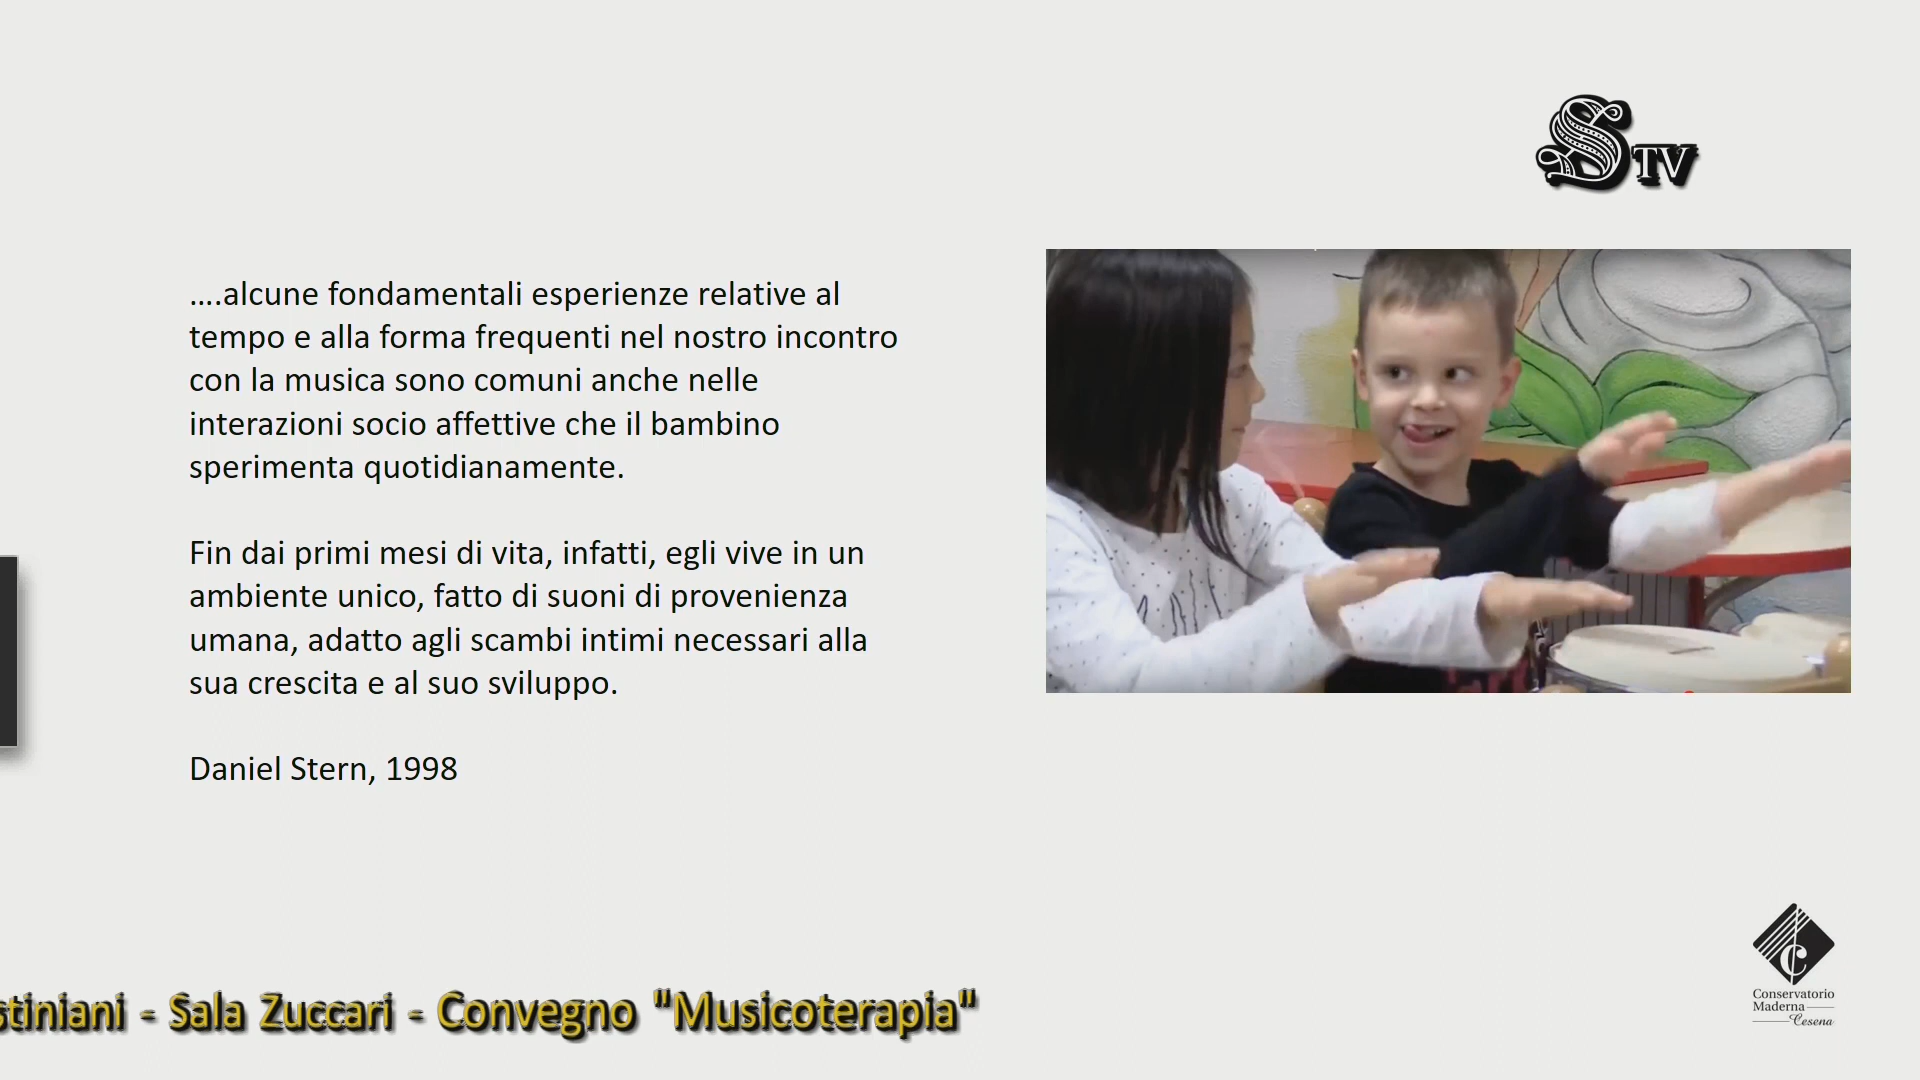 S TV
….alcune fondamentali esperienze relative al
tempo e alla forma frequenti nel nostro incontro
con la musica sono comuni anche nelle
interazioni socio affettive che il bambino
sperimenta quotidianamente.
Fin dai primi mesi di vita, infatti, egli vive in un
ambiente unico, fatto di suoni di provenienza
umana, adatto agli scambi intimi necessari alla
sua crescita e al suo sviluppo.
Daniel Stern, 1998
Conservatorio
Maderna
Cesena
stiniani - Sala Zuccari - Convegno "Musicoterapia"